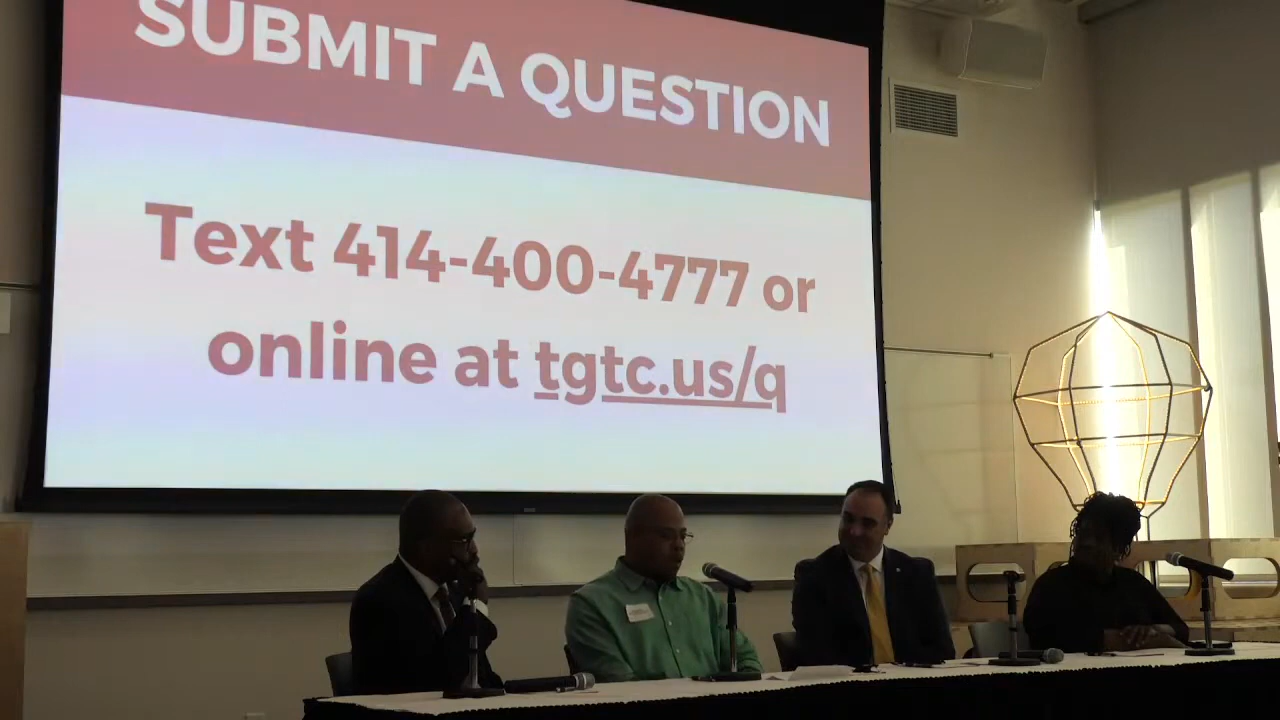 SUBMIT A QUESTION
Text 414-400-4777 or
online at tgtc.us/q